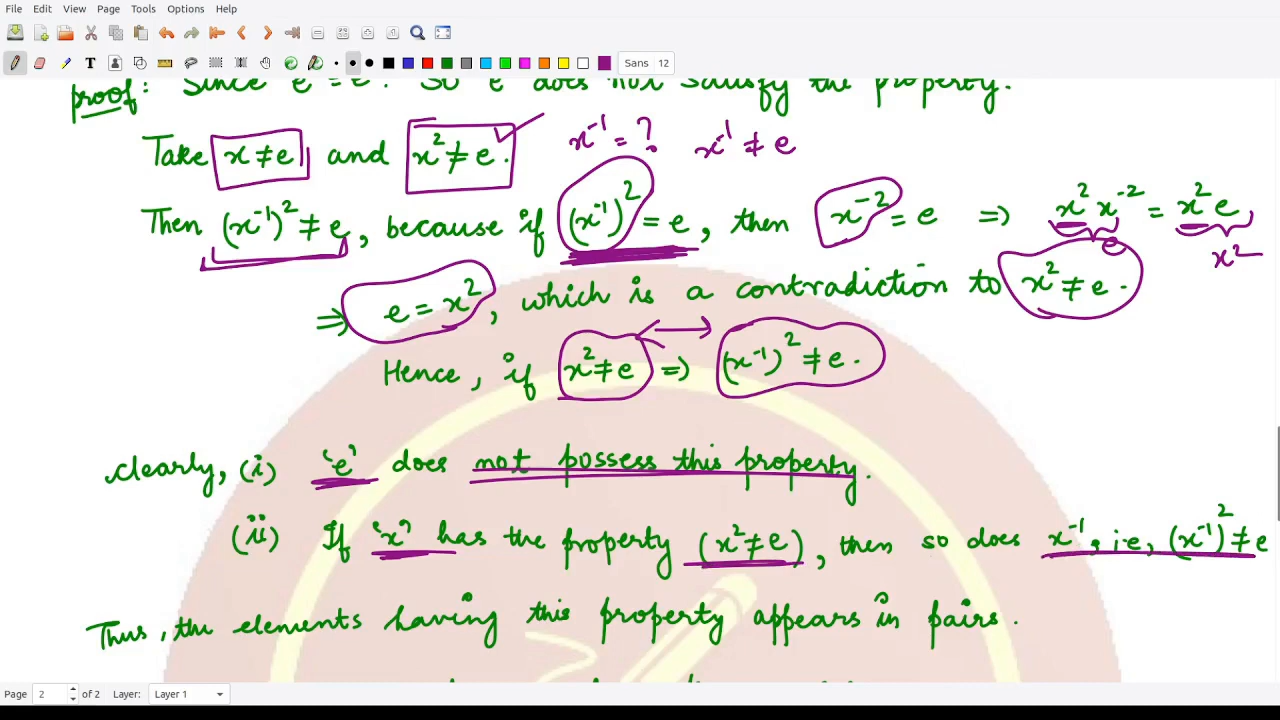 File Edit View Page Tools Options Help
Sans 12
proof : Since e² = e. So e does not satisfy the property.
Take x ≠ e and x² ≠ e. x⁻¹ = ? x⁻¹ ≠ e
Then (x⁻¹)² ≠ e, because if (x⁻¹)² = e, then x⁻² = e ⇒ x² x⁻² = x² e
e x²
⇒ e = x², which is a contradiction to x² ≠ e.
Hence, if x² ≠ e ⇒ (x⁻¹)² ≠ e.
clearly, (i) 'e' does not possess this property.
(ii) If 'x' has the property (x² ≠ e), then so does x⁻¹, i.e, (x⁻¹)² ≠ e
Thus, the elements having this property appears in pairs.
Page 2 of 2 Layer: Layer 1